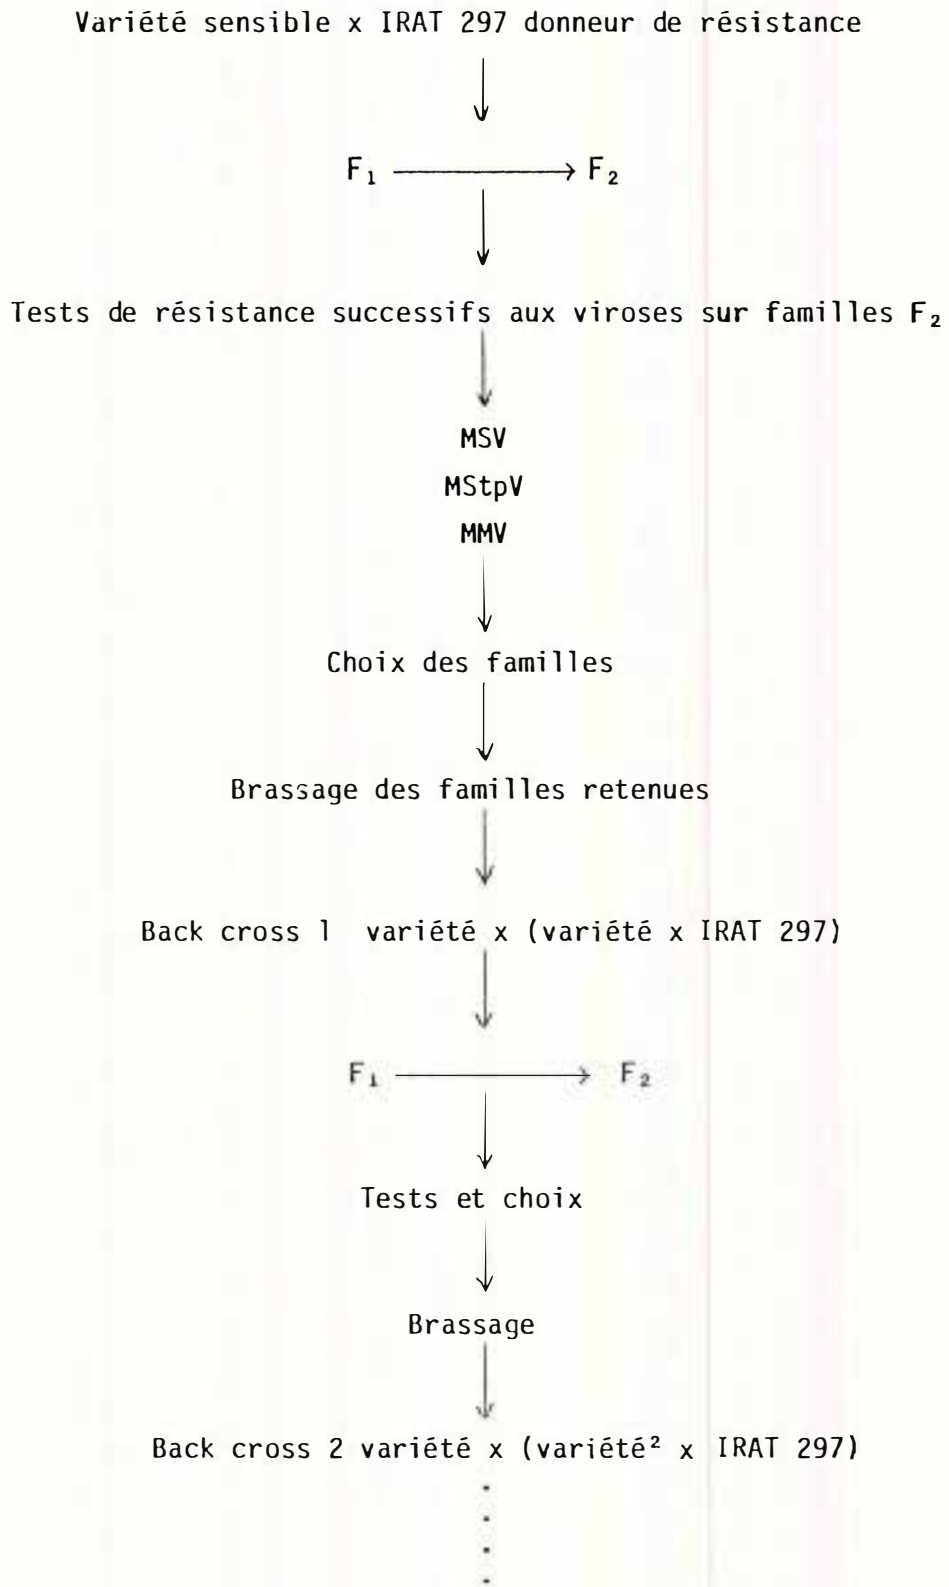 Variété sensible x IRAT 297 donneur de résistance
F₁ → F₂
Tests de résistance successifs aux viroses sur familles F₂
MSV
MStpV
MMV
Choix des familles
Brassage des familles retenues
Back cross 1 variété x (variété x IRAT 297)
F₁ → F₂
Tests et choix
Brassage
Back cross 2 variété x (variété² x IRAT 297)